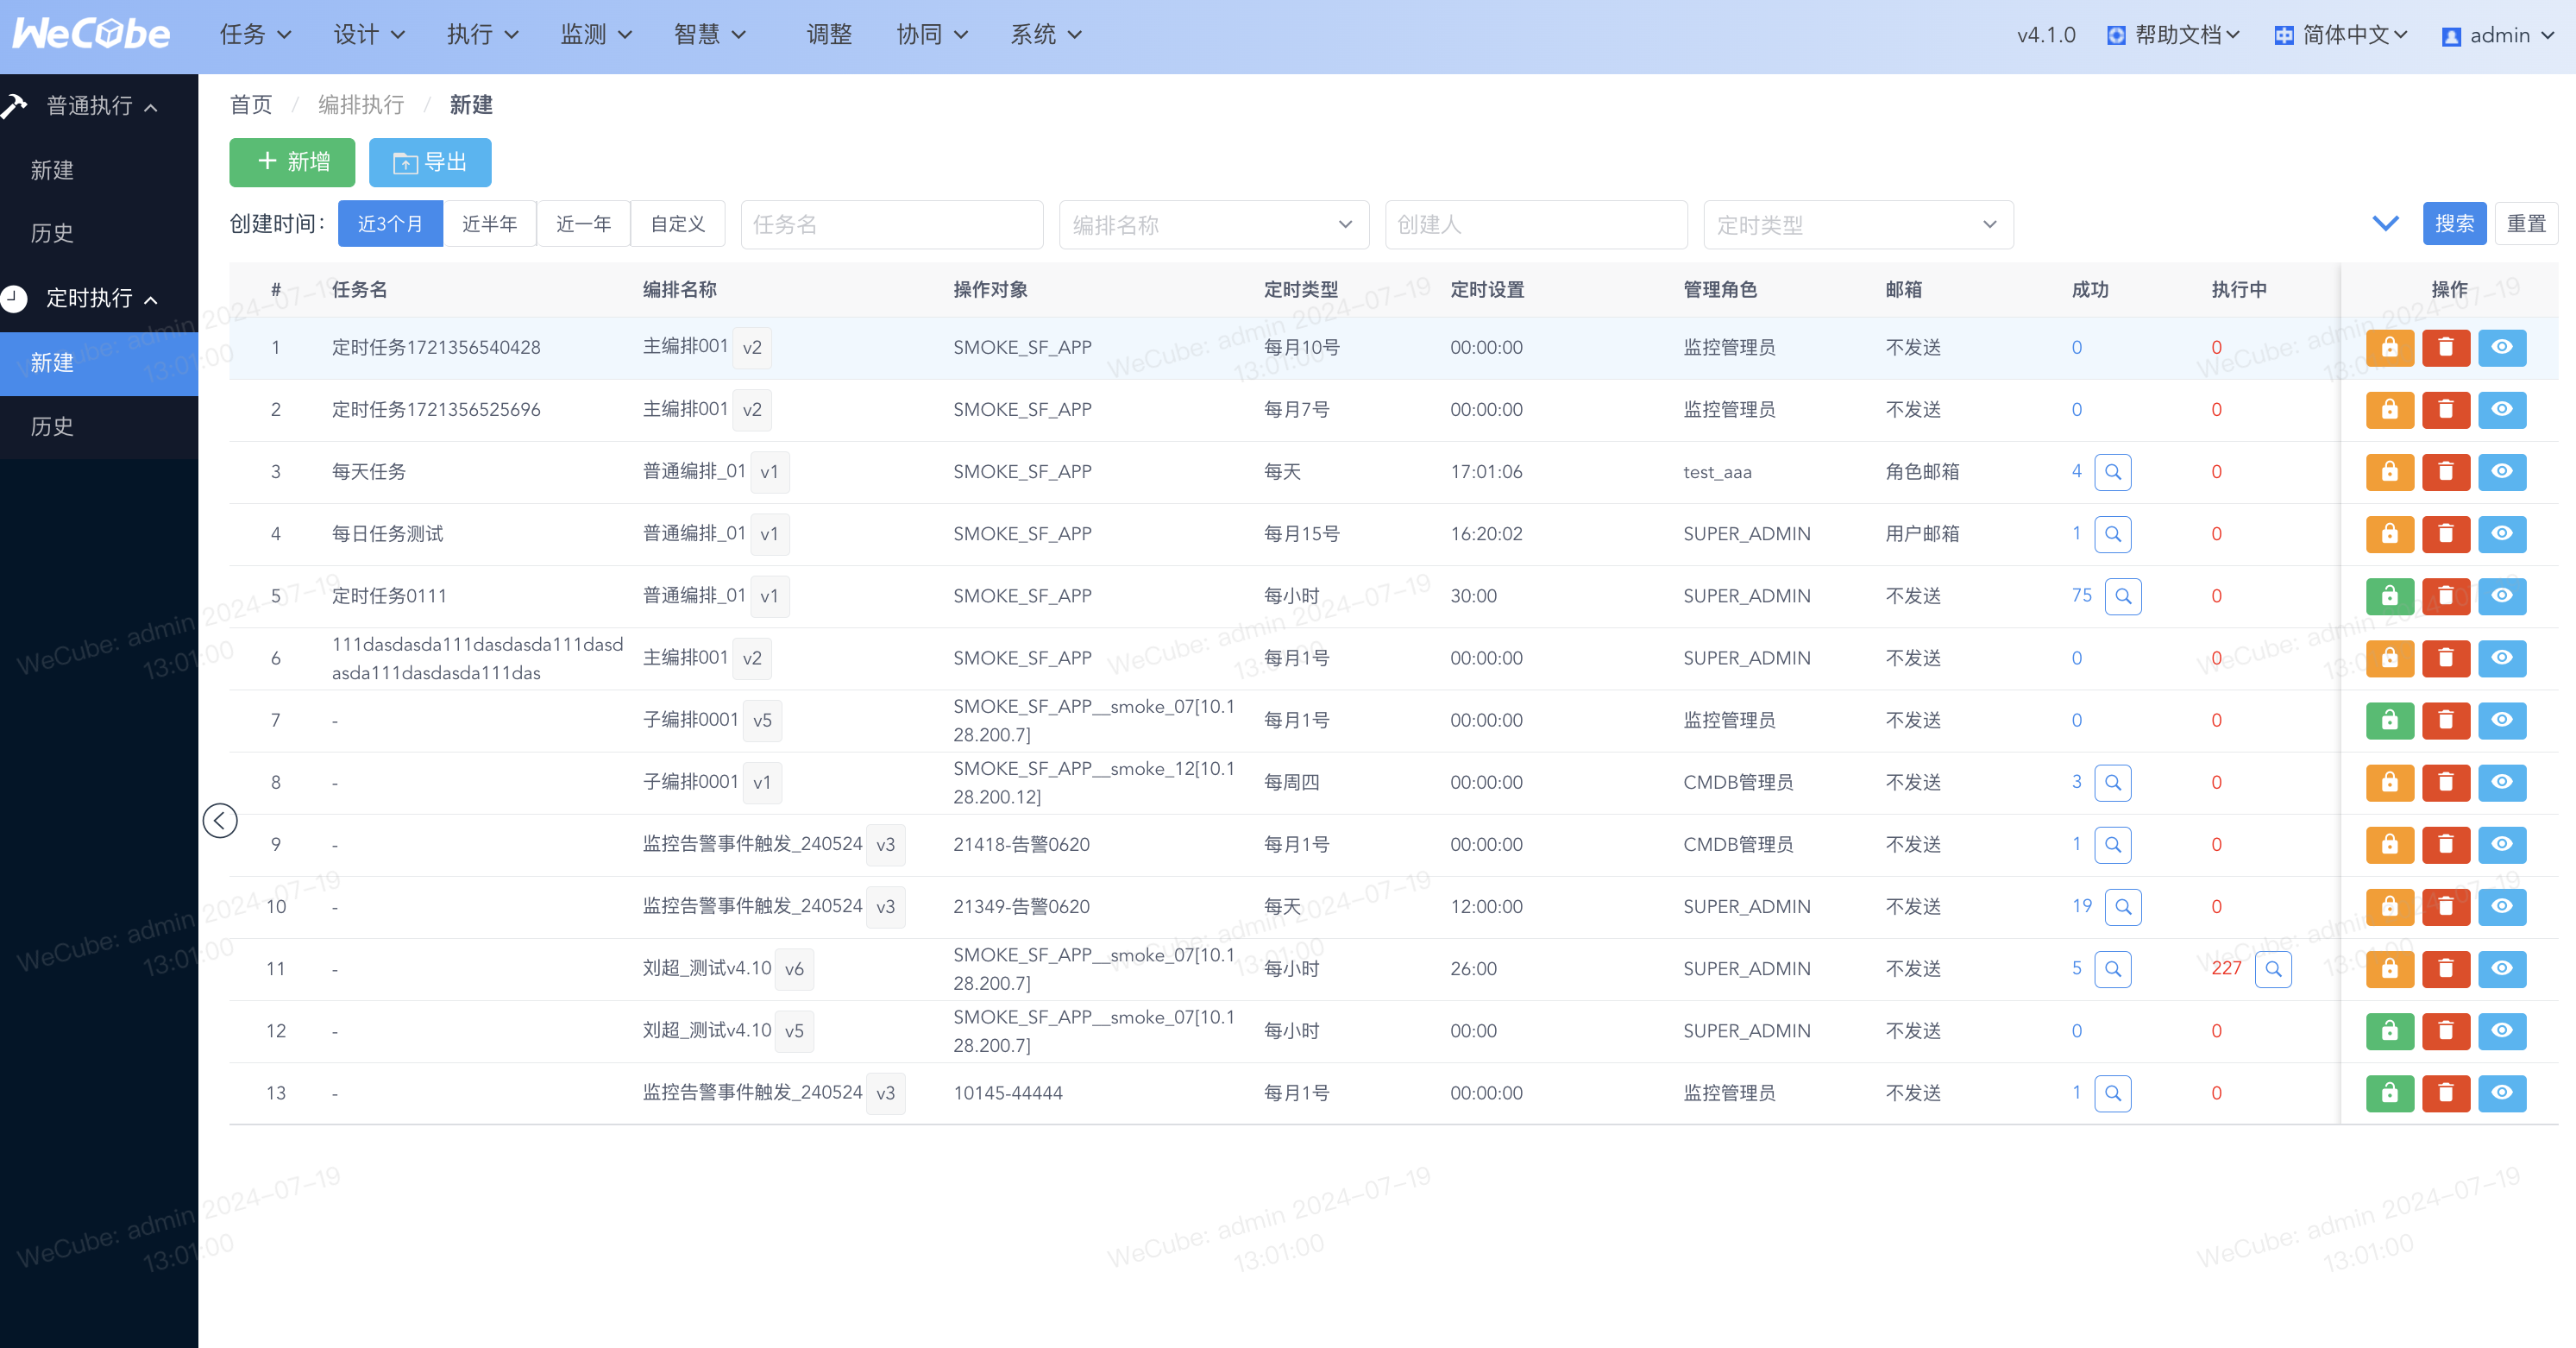 WeCube 任务 设计 执行 监测 智慧 调整 协同 系统 v4.1.0 帮助文档 简体中文 admin
普通执行
新建
历史
定时执行
新建
历史
首页 / 编排执行 / 新建
+ 新增 导出
创建时间： 近3个月 近半年 近一年 自定义 任务名 编排名称 创建人 定时类型 搜索 重置
# 任务名 编排名称 操作对象 定时类型 定时设置 管理角色 邮箱 成功 执行中 操作
1 定时任务1721356540428 主编排001 v2 SMOKE_SF_APP 每月10号 00:00:00 监控管理员 不发送 0 0
2 定时任务1721356525696 主编排001 v2 SMOKE_SF_APP 每月7号 00:00:00 监控管理员 不发送 0 0
3 每天任务 普通编排_01 v1 SMOKE_SF_APP 每天 17:01:06 test_aaa 角色邮箱 4 0
4 每日任务测试 普通编排_01 v1 SMOKE_SF_APP 每月15号 16:20:02 SUPER_ADMIN 用户邮箱 1 0
5 定时任务0111 普通编排_01 v1 SMOKE_SF_APP 每小时 30:00 SUPER_ADMIN 不发送 75 0
6 111dasdasda111dasdasda111dasd
asda111dasdasda111das 主编排001 v2 SMOKE_SF_APP 每月1号 00:00:00 SUPER_ADMIN 不发送 0 0
7 - 子编排0001 v5 SMOKE_SF_APP__smoke_07[10.1
28.200.7] 每月1号 00:00:00 监控管理员 不发送 0 0
8 - 子编排0001 v1 SMOKE_SF_APP__smoke_12[10.1
28.200.12] 每周四 00:00:00 CMDB管理员 不发送 3 0
9 - 监控告警事件触发_240524 v3 21418-告警0620 每月1号 00:00:00 CMDB管理员 不发送 1 0
10 - 监控告警事件触发_240524 v3 21349-告警0620 每天 12:00:00 SUPER_ADMIN 不发送 19 0
11 - 刘超_测试v4.10 v6 SMOKE_SF_APP__smoke_07[10.1
28.200.7] 每小时 26:00 SUPER_ADMIN 不发送 5 227
12 - 刘超_测试v4.10 v5 SMOKE_SF_APP__smoke_07[10.1
28.200.7] 每小时 00:00 SUPER_ADMIN 不发送 0 0
13 - 监控告警事件触发_240524 v3 10145-44444 每月1号 00:00:00 监控管理员 不发送 1 0
WeCube: admin 2024-07-19
13:01:00
WeCube: admin 2024-07-19
13:01:00
WeCube: admin 2024-07-19
13:01:00